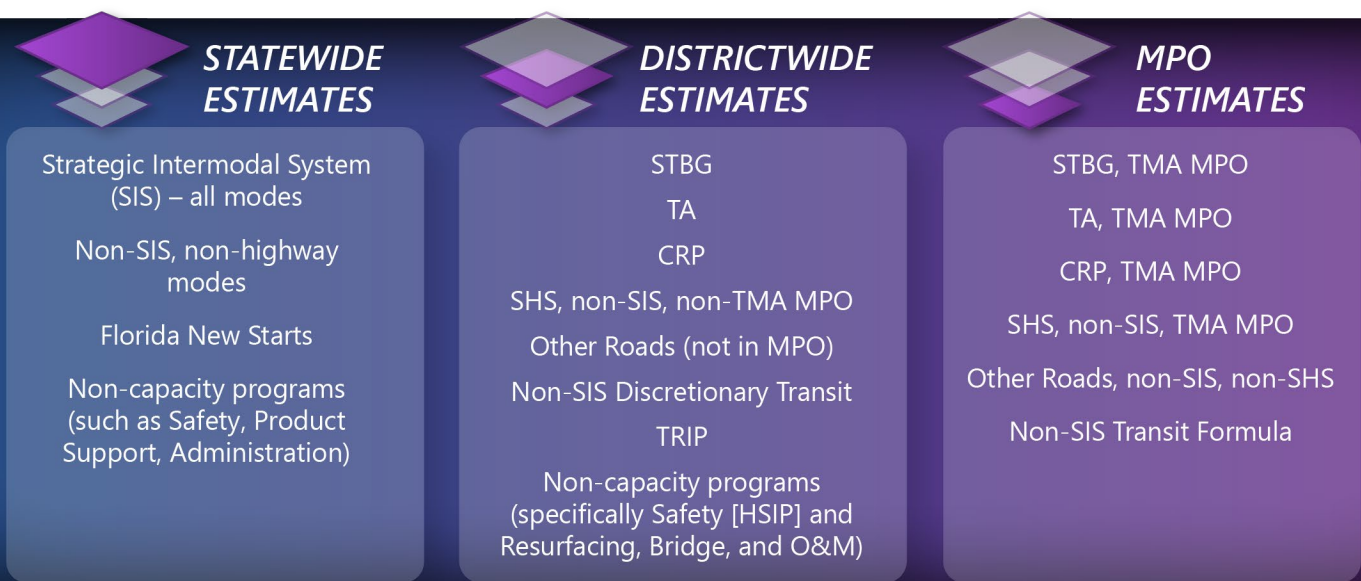 STATEWIDE
ESTIMATES
Strategic Intermodal System
(SIS) – all modes
Non-SIS, non-highway
modes
Florida New Starts
Non-capacity programs
(such as Safety, Product
Support, Administration)
DISTRICTWIDE
ESTIMATES
STBG
TA
CRP
SHS, non-SIS, non-TMA MPO
Other Roads (not in MPO)
Non-SIS Discretionary Transit
TRIP
Non-capacity programs
(specifically Safety [HSIP] and
Resurfacing, Bridge, and O&M)
MPO
ESTIMATES
STBG, TMA MPO
TA, TMA MPO
CRP, TMA MPO
SHS, non-SIS, TMA MPO
Other Roads, non-SIS, non-SHS
Non-SIS Transit Formula